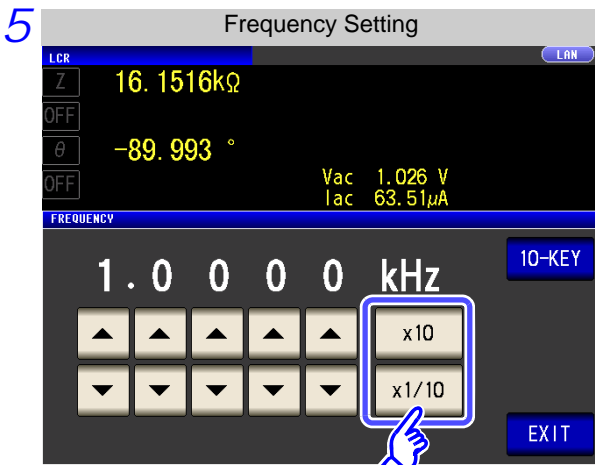 5
Frequency Setting
LCR
LAN
Z 16.1516kΩ
OFF
θ -89.993 °
OFF
Vac 1.026 V
Iac 63.51μA
FREQUENCY
1.0000 kHz
10-KEY
x10
x1/10
EXIT